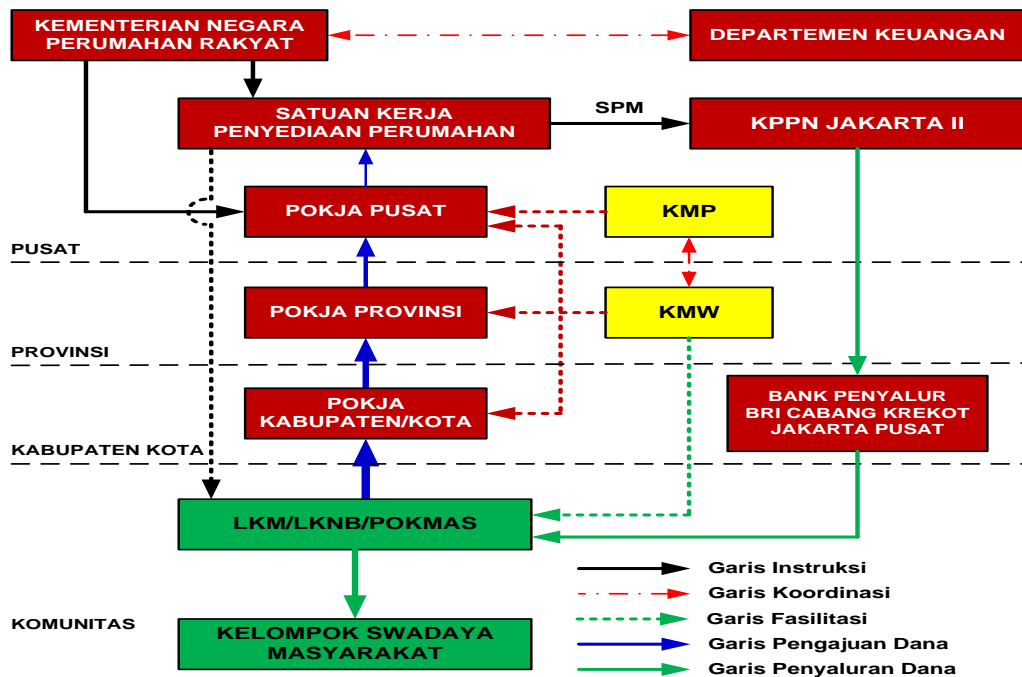 KEMENTERIAN NEGARA
PERUMAHAN RAKYAT
DEPARTEMEN KEUANGAN
SATUAN KERJA
PENYEDIAAN PERUMAHAN
SPM
KPPN JAKARTA II
POKJA PUSAT
KMP
PUSAT
POKJA PROVINSI
KMW
PROVINSI
POKJA
KABUPATEN/KOTA
BANK PENYALUR
BRI CABANG KREKOT
JAKARTA PUSAT
KABUPATEN KOTA
LKM/LKNB/POKMAS
Garis Instruksi
Garis Koordinasi
Garis Fasilitasi
Garis Pengajuan Dana
Garis Penyaluran Dana
KOMUNITAS
KELOMPOK SWADAYA
MASYARAKAT